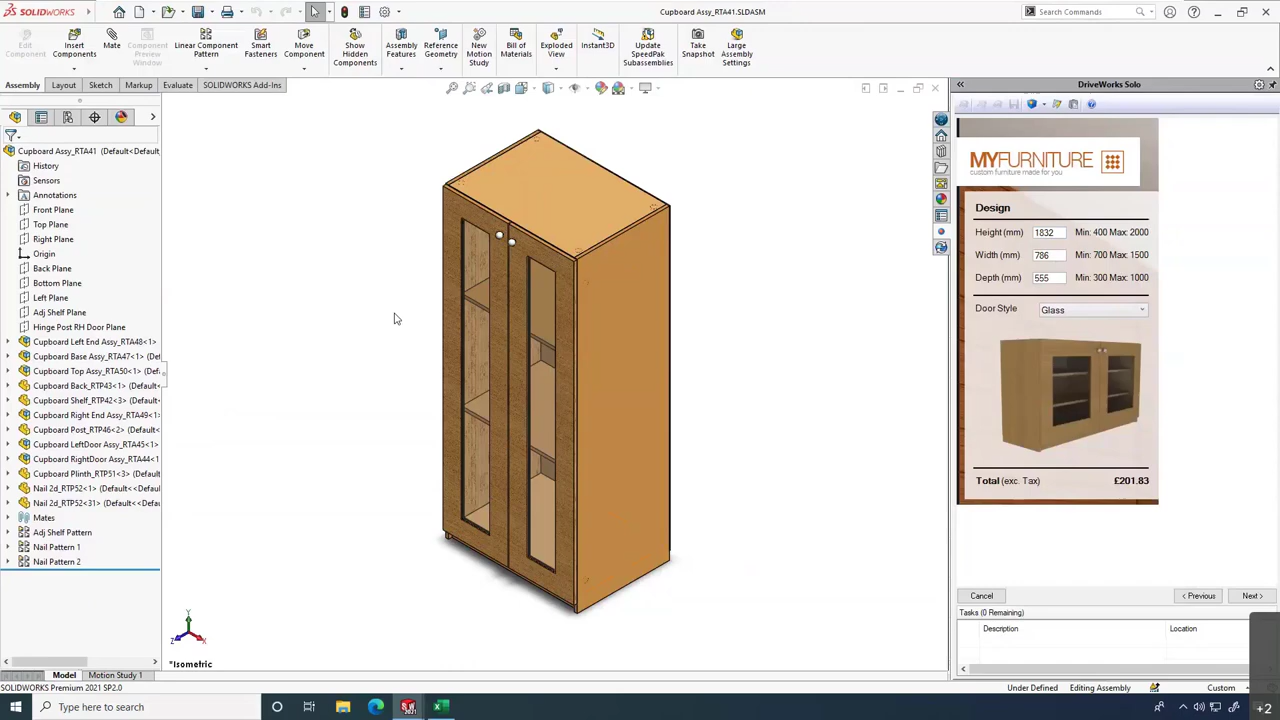 SOLIDWORKS
Cupboard Assy_RTA41.SLDASM
Search Commands
Edit Component
Insert Components
Mate
Component Preview Window
Linear Component Pattern
Smart Fasteners
Move Component
Show Hidden Components
Assembly Features
Reference Geometry
New Motion Study
Bill of Materials
Exploded View
Instant3D
Update SpeedPak Subassemblies
Take Snapshot
Large Assembly Settings
Assembly
Layout
Sketch
Markup
Evaluate
SOLIDWORKS Add-Ins
DriveWorks Solo
Cupboard Assy_RTA41 (Default<Default_
History
Sensors
Annotations
Front Plane
Top Plane
Right Plane
Origin
Back Plane
Bottom Plane
Left Plane
Adj Shelf Plane
Hinge Post RH Door Plane
Cupboard Left End Assy_RTA48<1>
Cupboard Base Assy_RTA47<1> (Def
Cupboard Top Assy_RTA50<1> (Def
Cupboard Back_RTP43<1> (Default<
Cupboard Shelf_RTP42<3> (Default<
Cupboard Right End Assy_RTA49<1>
Cupboard Post_RTP46<2> (Default<
Cupboard LeftDoor Assy_RTA45<1>
Cupboard RightDoor Assy_RTA44<1>
Cupboard Plinth_RTP51<3> (Default<
Nail 2d_RTP52<1> (Default<<Default
Nail 2d_RTP52<31> (Default<<Defau
Mates
Adj Shelf Pattern
Nail Pattern 1
Nail Pattern 2
Y
Z
X
*Isometric
MYFURNITURE
custom furniture made for you
Design
Height (mm) 1832 Min: 400 Max: 2000
Width (mm) 786 Min: 700 Max: 1500
Depth (mm) 555 Min: 300 Max: 1000
Door Style Glass
Total (exc. Tax) £201.83
Cancel
< Previous
Next >
Tasks (0 Remaining)
Description
Location
Model
Motion Study 1
SOLIDWORKS Premium 2021 SP2.0
Under Defined
Editing Assembly
Custom
Type here to search
+2